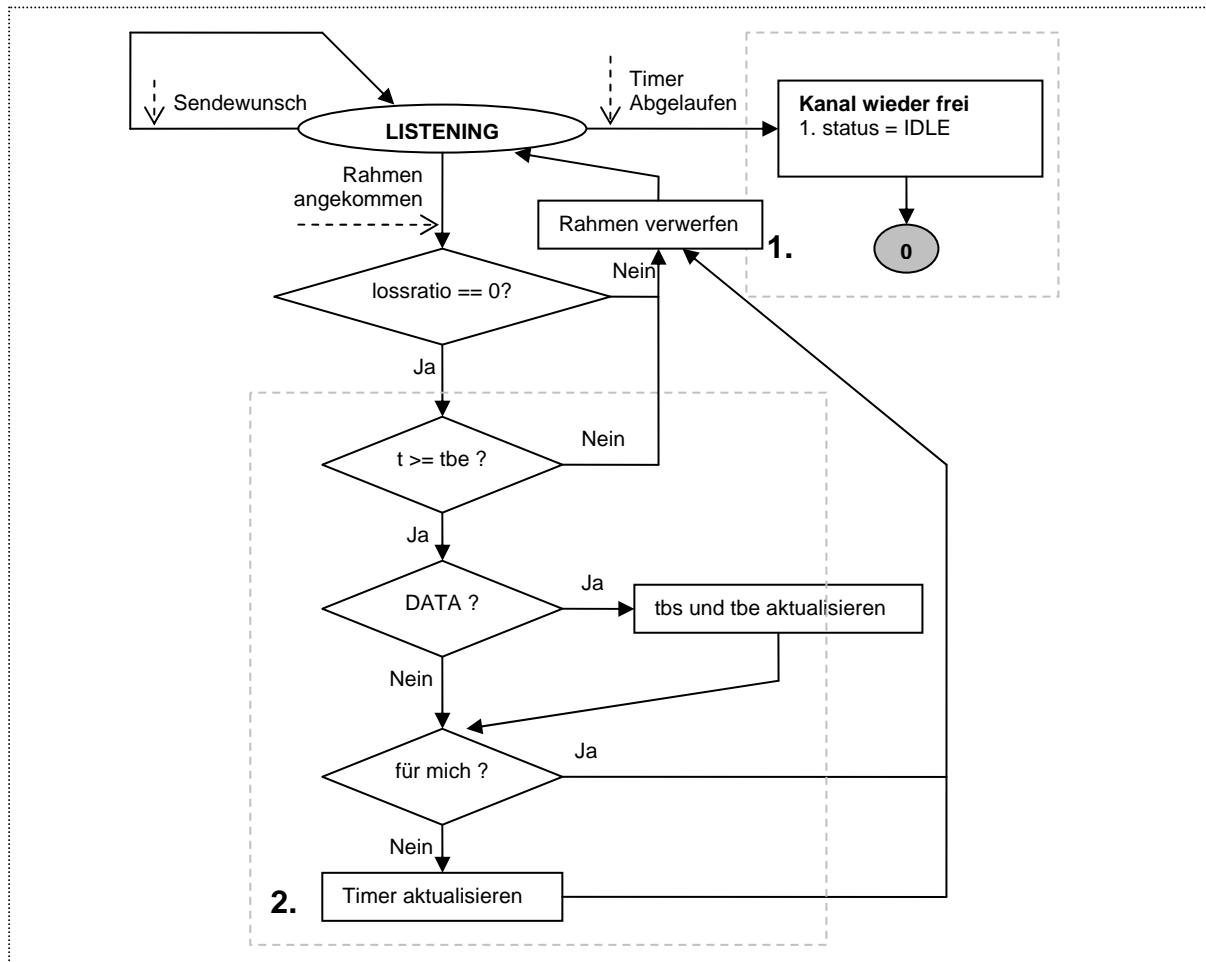 Sendewunsch
Timer
Abgelaufen
Kanal wieder frei
1. status = IDLE
LISTENING
Rahmen
angekommen
Rahmen verwerfen
1.
0
Nein
lossratio == 0?
Ja
t >= tbe ?
Nein
Ja
DATA ?
Ja
tbs und tbe aktualisieren
Nein
für mich ?
Ja
Nein
2.
Timer aktualisieren